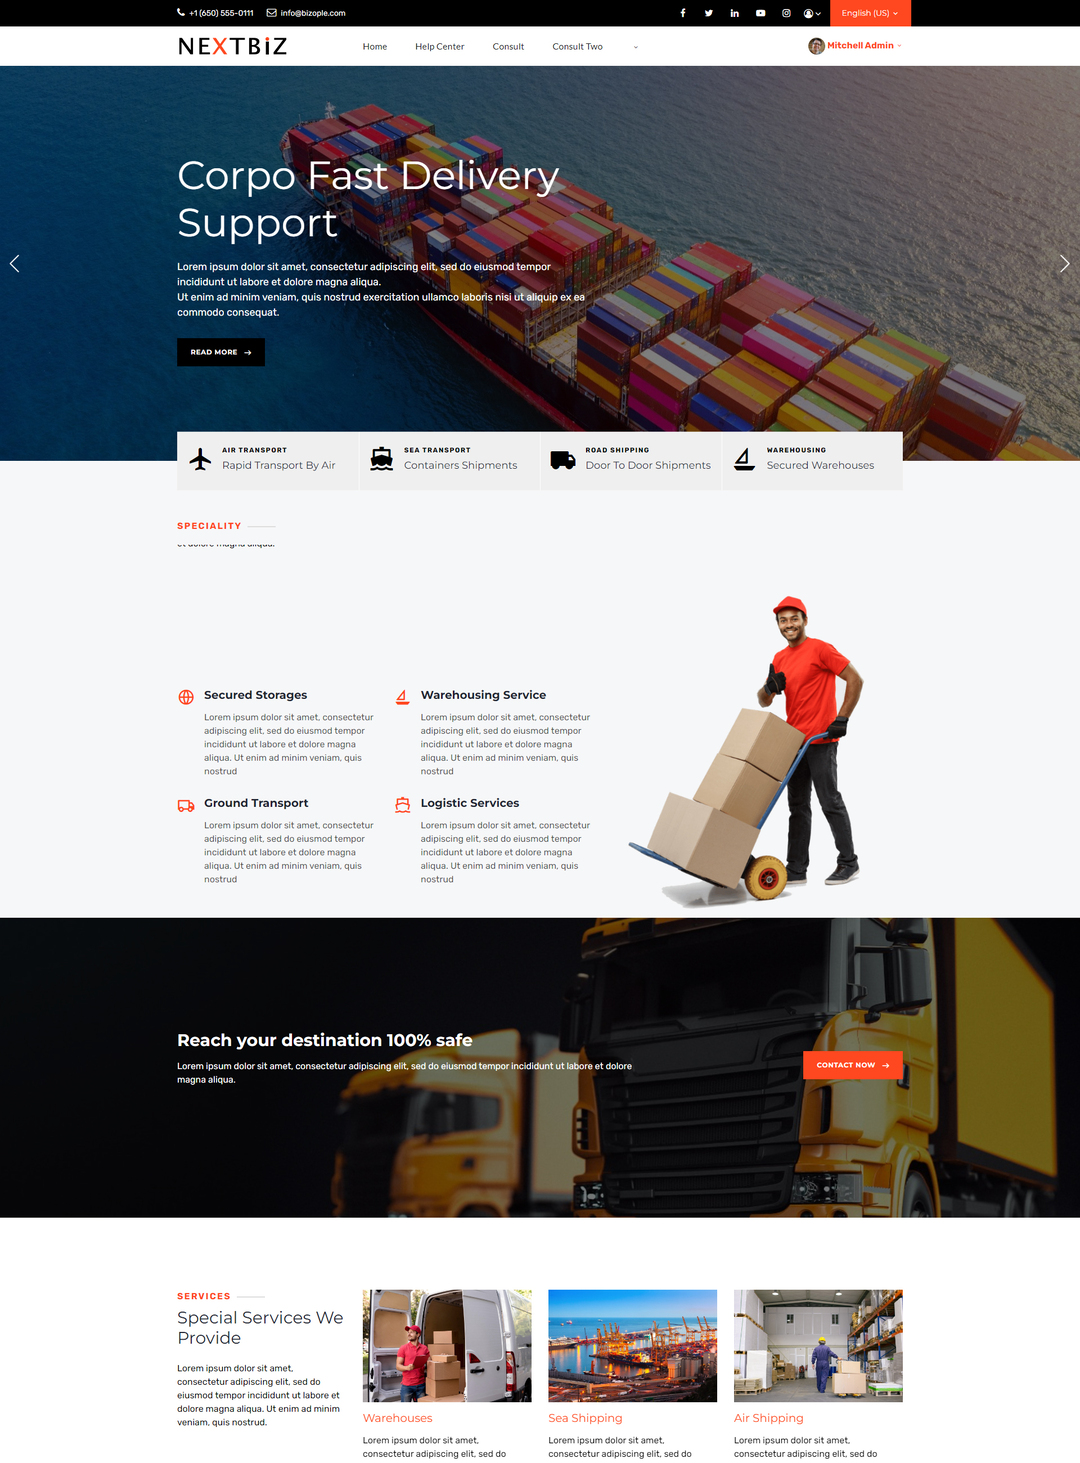 +1 (650) 555-0111 info@bizople.com English (US)
NEXTBIZ Home Help Center Consult Consult Two Mitchell Admin
Corpo Fast Delivery
Support
Lorem ipsum dolor sit amet, consectetur adipiscing elit, sed do eiusmod tempor
incididunt ut labore et dolore magna aliqua.
Ut enim ad minim veniam, quis nostrud exercitation ullamco laboris nisi ut aliquip ex ea
commodo consequat.
READ MORE
AIR TRANSPORT
Rapid Transport By Air
SEA TRANSPORT
Containers Shipments
ROAD SHIPPING
Door To Door Shipments
WAREHOUSING
Secured Warehouses
SPECIALITY
et dolore magna aliqua.
Secured Storages
Lorem ipsum dolor sit amet, consectetur
adipiscing elit, sed do eiusmod tempor
incididunt ut labore et dolore magna
aliqua. Ut enim ad minim veniam, quis
nostrud
Warehousing Service
Lorem ipsum dolor sit amet, consectetur
adipiscing elit, sed do eiusmod tempor
incididunt ut labore et dolore magna
aliqua. Ut enim ad minim veniam, quis
nostrud
Ground Transport
Lorem ipsum dolor sit amet, consectetur
adipiscing elit, sed do eiusmod tempor
incididunt ut labore et dolore magna
aliqua. Ut enim ad minim veniam, quis
nostrud
Logistic Services
Lorem ipsum dolor sit amet, consectetur
adipiscing elit, sed do eiusmod tempor
incididunt ut labore et dolore magna
aliqua. Ut enim ad minim veniam, quis
nostrud
Reach your destination 100% safe
Lorem ipsum dolor sit amet, consectetur adipiscing elit, sed do eiusmod tempor incididunt ut labore et dolore
magna aliqua.
CONTACT NOW
SERVICES
Special Services We
Provide
Lorem ipsum dolor sit amet,
consectetur adipiscing elit, sed do
eiusmod tempor incididunt ut labore et
dolore magna aliqua. Ut enim ad minim
veniam, quis nostrud.
Warehouses
Lorem ipsum dolor sit amet,
consectetur adipiscing elit, sed do
Sea Shipping
Lorem ipsum dolor sit amet,
consectetur adipiscing elit, sed do
Air Shipping
Lorem ipsum dolor sit amet,
consectetur adipiscing elit, sed do